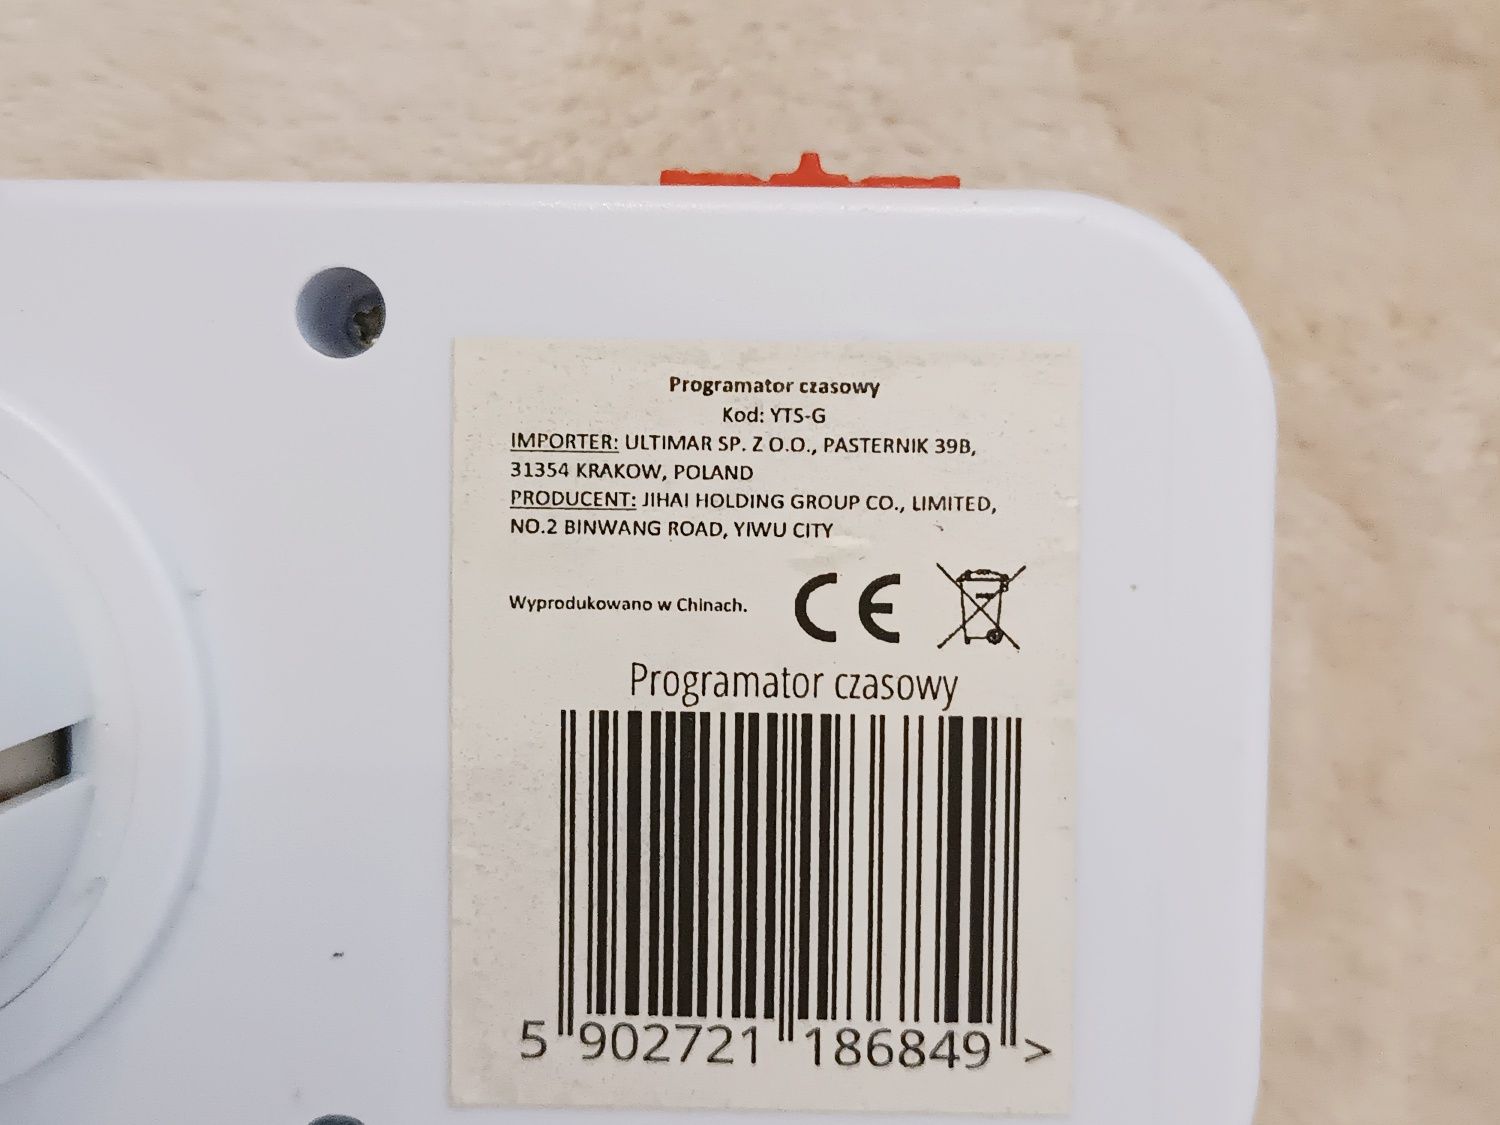 Programator czasowy
Kod: YTS-G
IMPORTER: ULTIMAR SP. Z O.O., PASTERNIK 39B,
31354 KRAKOW, POLAND
PRODUCENT: JIHAI HOLDING GROUP CO., LIMITED,
NO.2 BINWANG ROAD, YIWU CITY
Wyprodukowano w Chinach.
CE
Programator czasowy
5 902721 186849 >